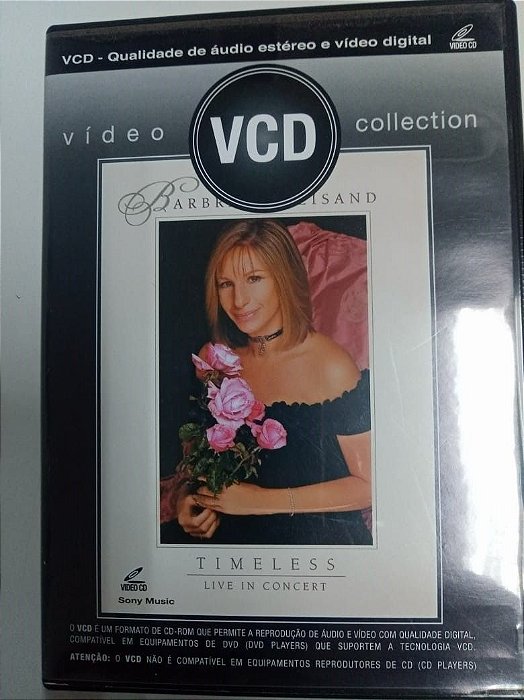 VCD - Qualidade de áudio estéreo e vídeo digital
VIDEO CD
vídeo VCD collection
TIMELESS
LIVE IN CONCERT
VIDEO CD
Sony Music
O VCD É UM FORMATO DE CD-ROM QUE PERMITE A REPRODUÇÃO DE ÁUDIO E VÍDEO COM QUALIDADE DIGITAL,
COMPATÍVEL EM EQUIPAMENTOS DE DVD (DVD PLAYERS) QUE SUPORTEM A TECNOLOGIA VCD.
ATENÇÃO: O VCD NÃO É COMPATÍVEL EM EQUIPAMENTOS REPRODUTORES DE CD (CD PLAYERS)